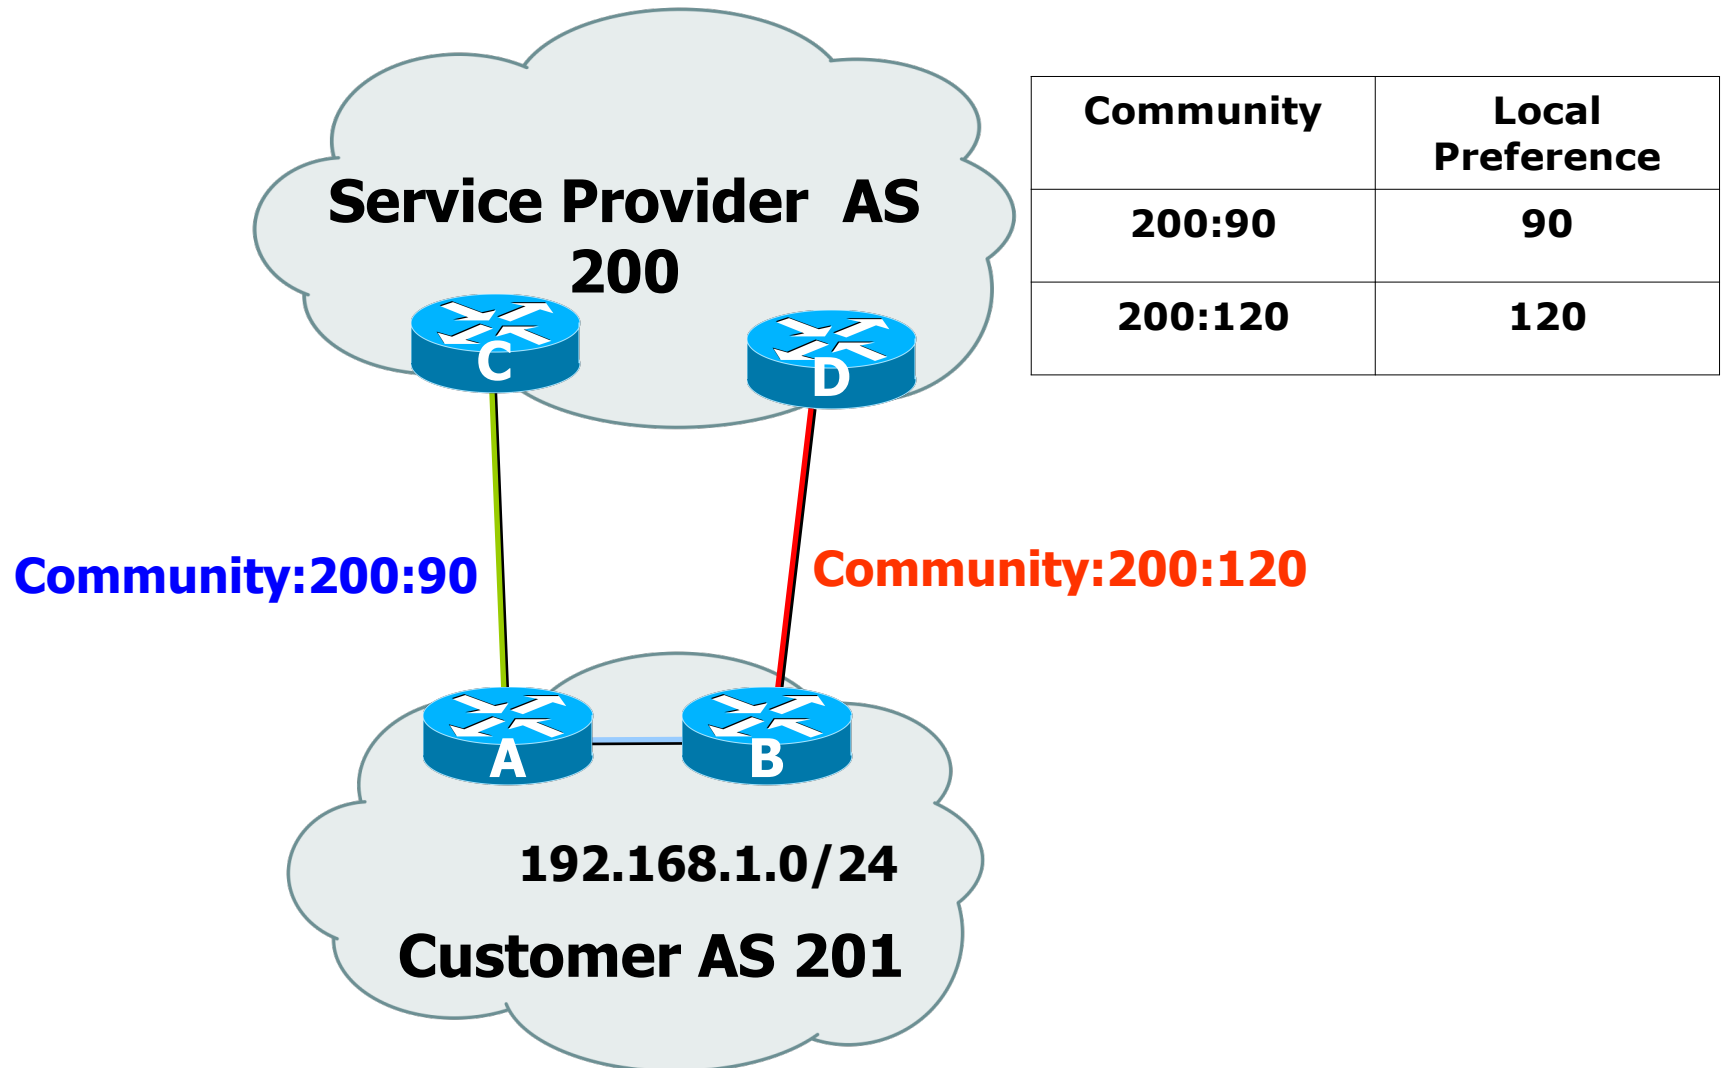 Service Provider  AS
200
Community
Local
Preference
200:90
90
200:120
120
C
D
Community:200:90
Community:200:120
A
B
192.168.1.0/24
Customer AS 201